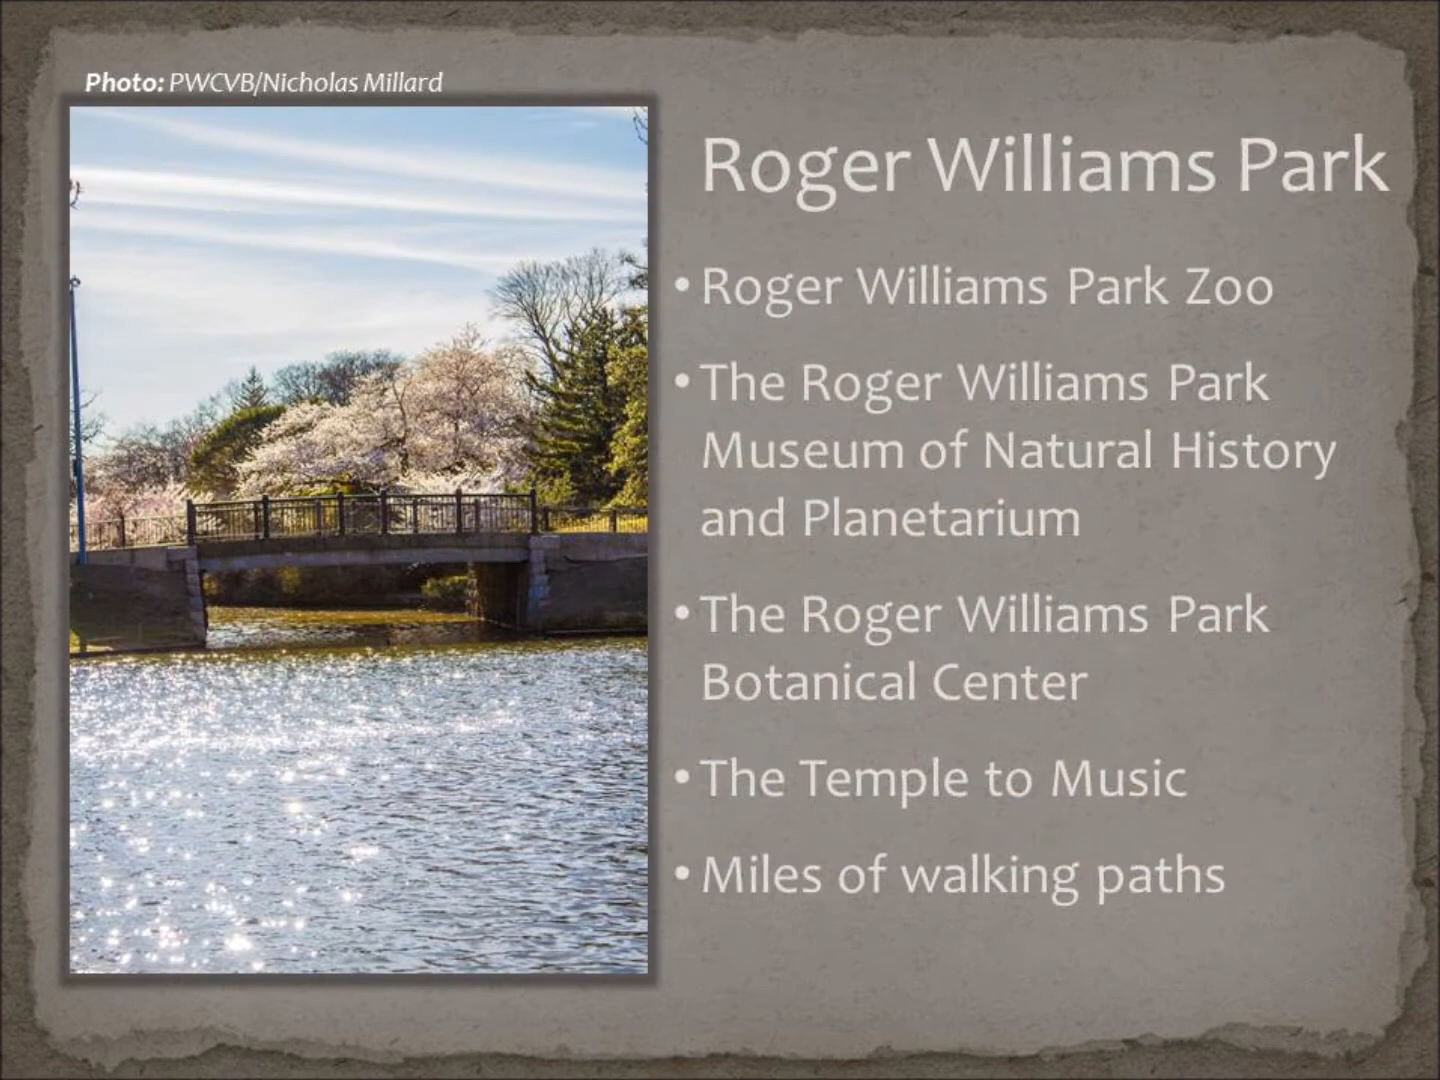 Photo: PWCVB/Nicholas Millard
Roger Williams Park
• Roger Williams Park Zoo
• The Roger Williams Park
Museum of Natural History
and Planetarium
• The Roger Williams Park
Botanical Center
• The Temple to Music
• Miles of walking paths